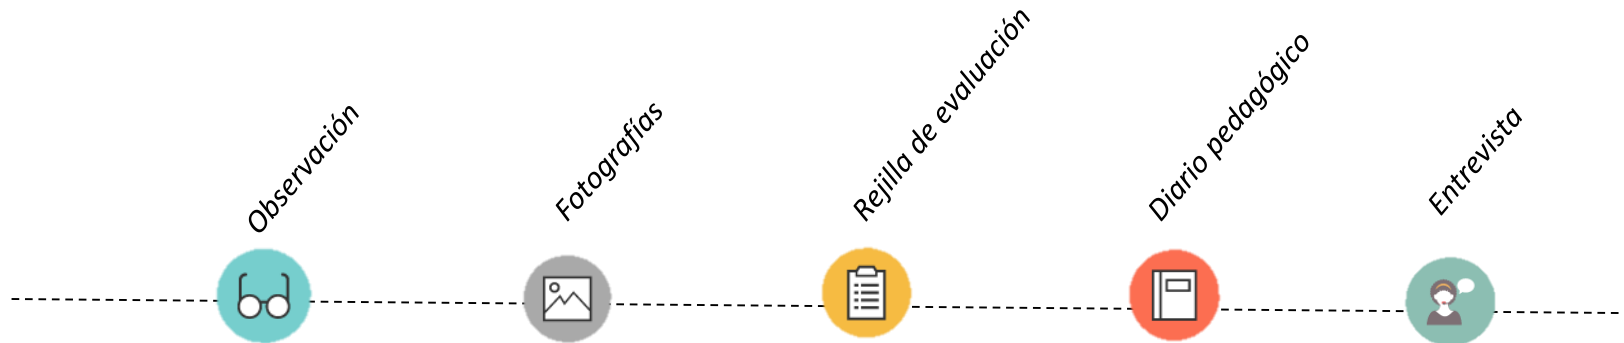 Observación
Fotografías
Rejilla de evaluación
Diario pedagógico
Entrevista